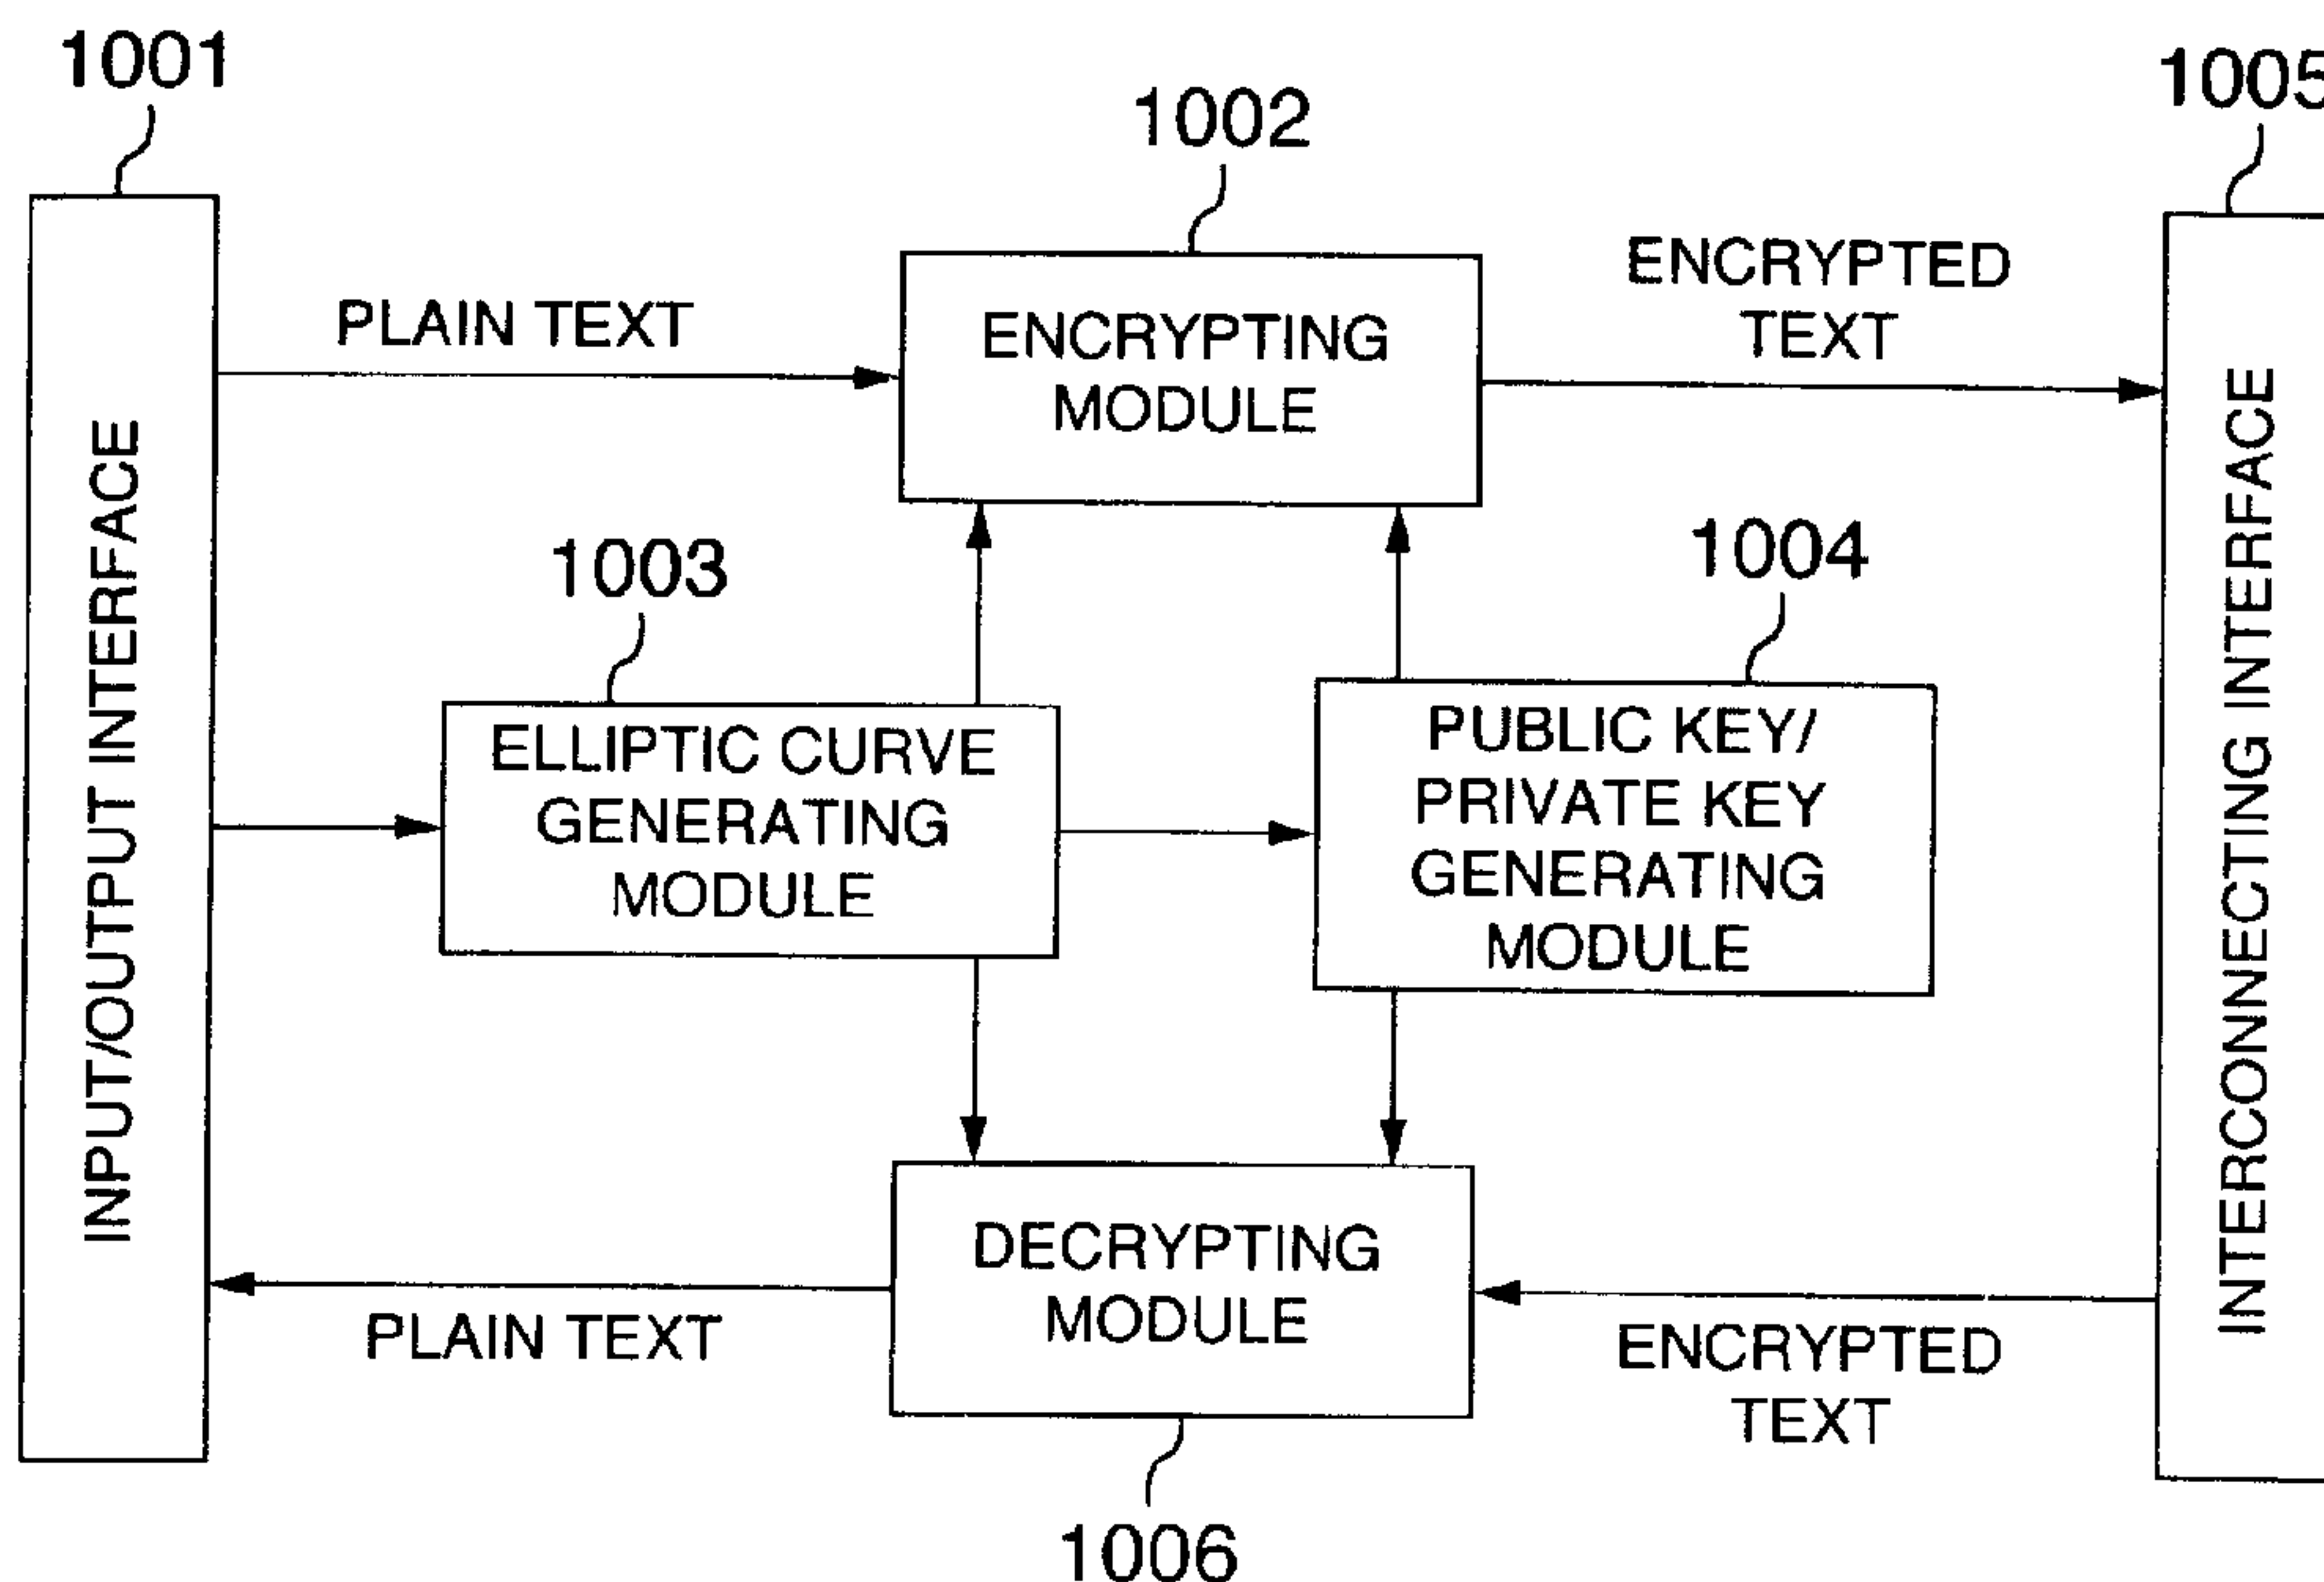 1001
1002
1005
INPUT/OUTPUT INTERFACE
PLAIN TEXT
ENCRYPTING
MODULE
ENCRYPTED
TEXT
INTERCONNECTING INTERFACE
1003
1004
ELLIPTIC CURVE
GENERATING
MODULE
PUBLIC KEY/
PRIVATE KEY
GENERATING
MODULE
DECRYPTING
MODULE
PLAIN TEXT
ENCRYPTED
TEXT
1006